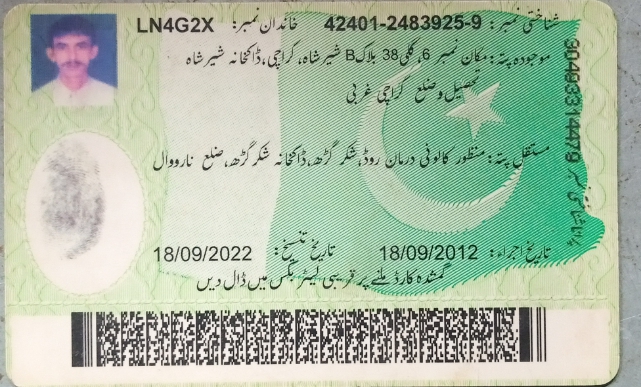 شناختی نمبر: 42401-2483925-9 خاندان نمبر: LN4G2X
موجودہ پتہ: مکان نمبر 6، گلی 38 بلاک B شیر شاہ، کراچی، ڈاکخانہ شیر شاہ
تحصیل و ضلع کراچی غربی
مستقل پتہ: منظور کالونی درمان روڈ، شکر گڑھ، ڈاکخانہ شکر گڑھ، ضلع نارووال
تاریخ اجراء: 18/09/2012 تاریخ تنسیخ: 18/09/2022
گمشدہ کارڈ ملنے پر قریبی لیٹر بکس میں ڈال دیں